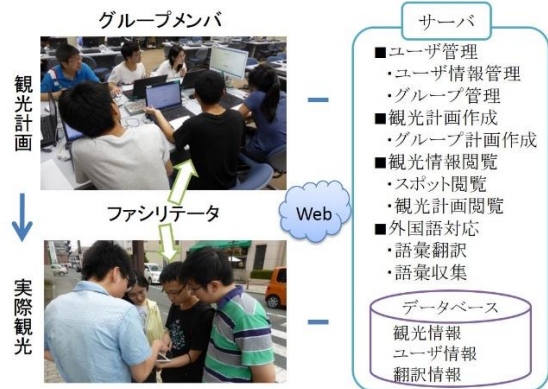 グループメンバ
観光計画
ファシリテータ
実際観光
Web
サーバ
■ユーザ管理
・ユーザ情報管理
・グループ管理
■観光計画作成
・グループ計画作成
■観光情報閲覧
・スポット閲覧
・観光計画閲覧
■外国語対応
・語彙翻訳
・語彙収集
データベース
観光情報
ユーザ情報
翻訳情報